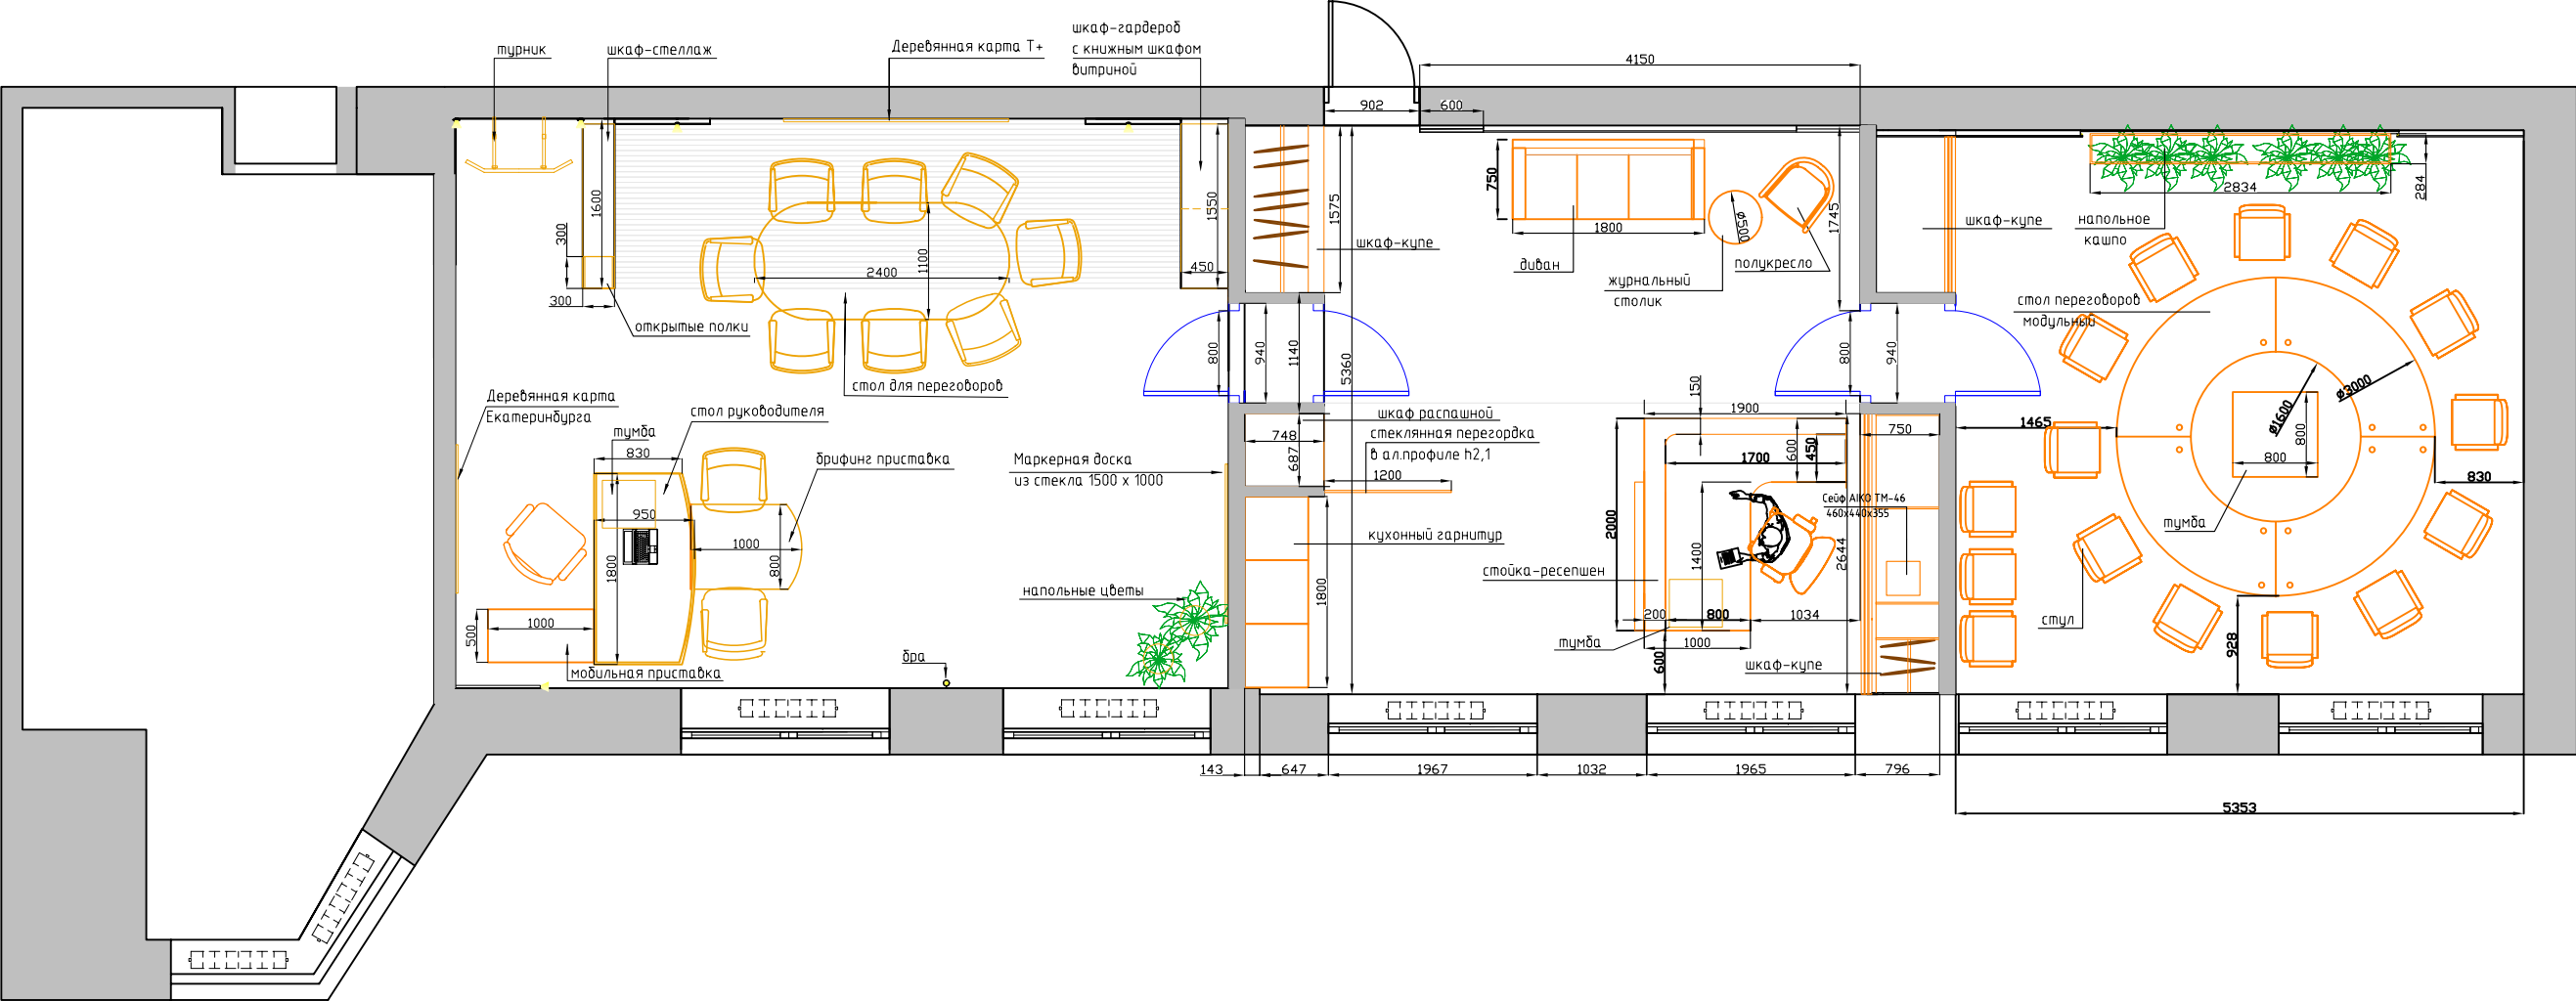 турник
шкаф-стеллаж
Деревянная карта Т+
шкаф-гардероб
с книжным шкафом
витриной
4150
902
600
1600
300
300
1550
450
2400
1100
открытые полки
стол для переговоров
1575
шкаф-купе
750
1800
диван
ф500
журнальный
столик
полукресло
1745
шкаф-купе
напольное
кашпо
2834
284
стол переговоров
модульный
800
940
1140
5360
800
940
Деревянная карта
Екатеринбурга
стол руководителя
тумба
830
950
1800
брифинг приставка
1000
800
Маркерная доска
из стекла 1500 х 1000
напольные цветы
бра
500
1000
мобильная приставка
748
687
шкаф распашной
стеклянная перегордка
в ал.профиле h2,1
1200
кухонный гарнитур
1800
150
1900
1700
600
450
2000
1400
стойка-ресепшен
200
800
1034
1000
600
2644
тумба
шкаф-купе
750
Сейф AIKO TM-46
460х440х355
1465
ф1600
ф3000
800
800
830
тумба
стул
928
143
647
1967
1032
1965
796
5353